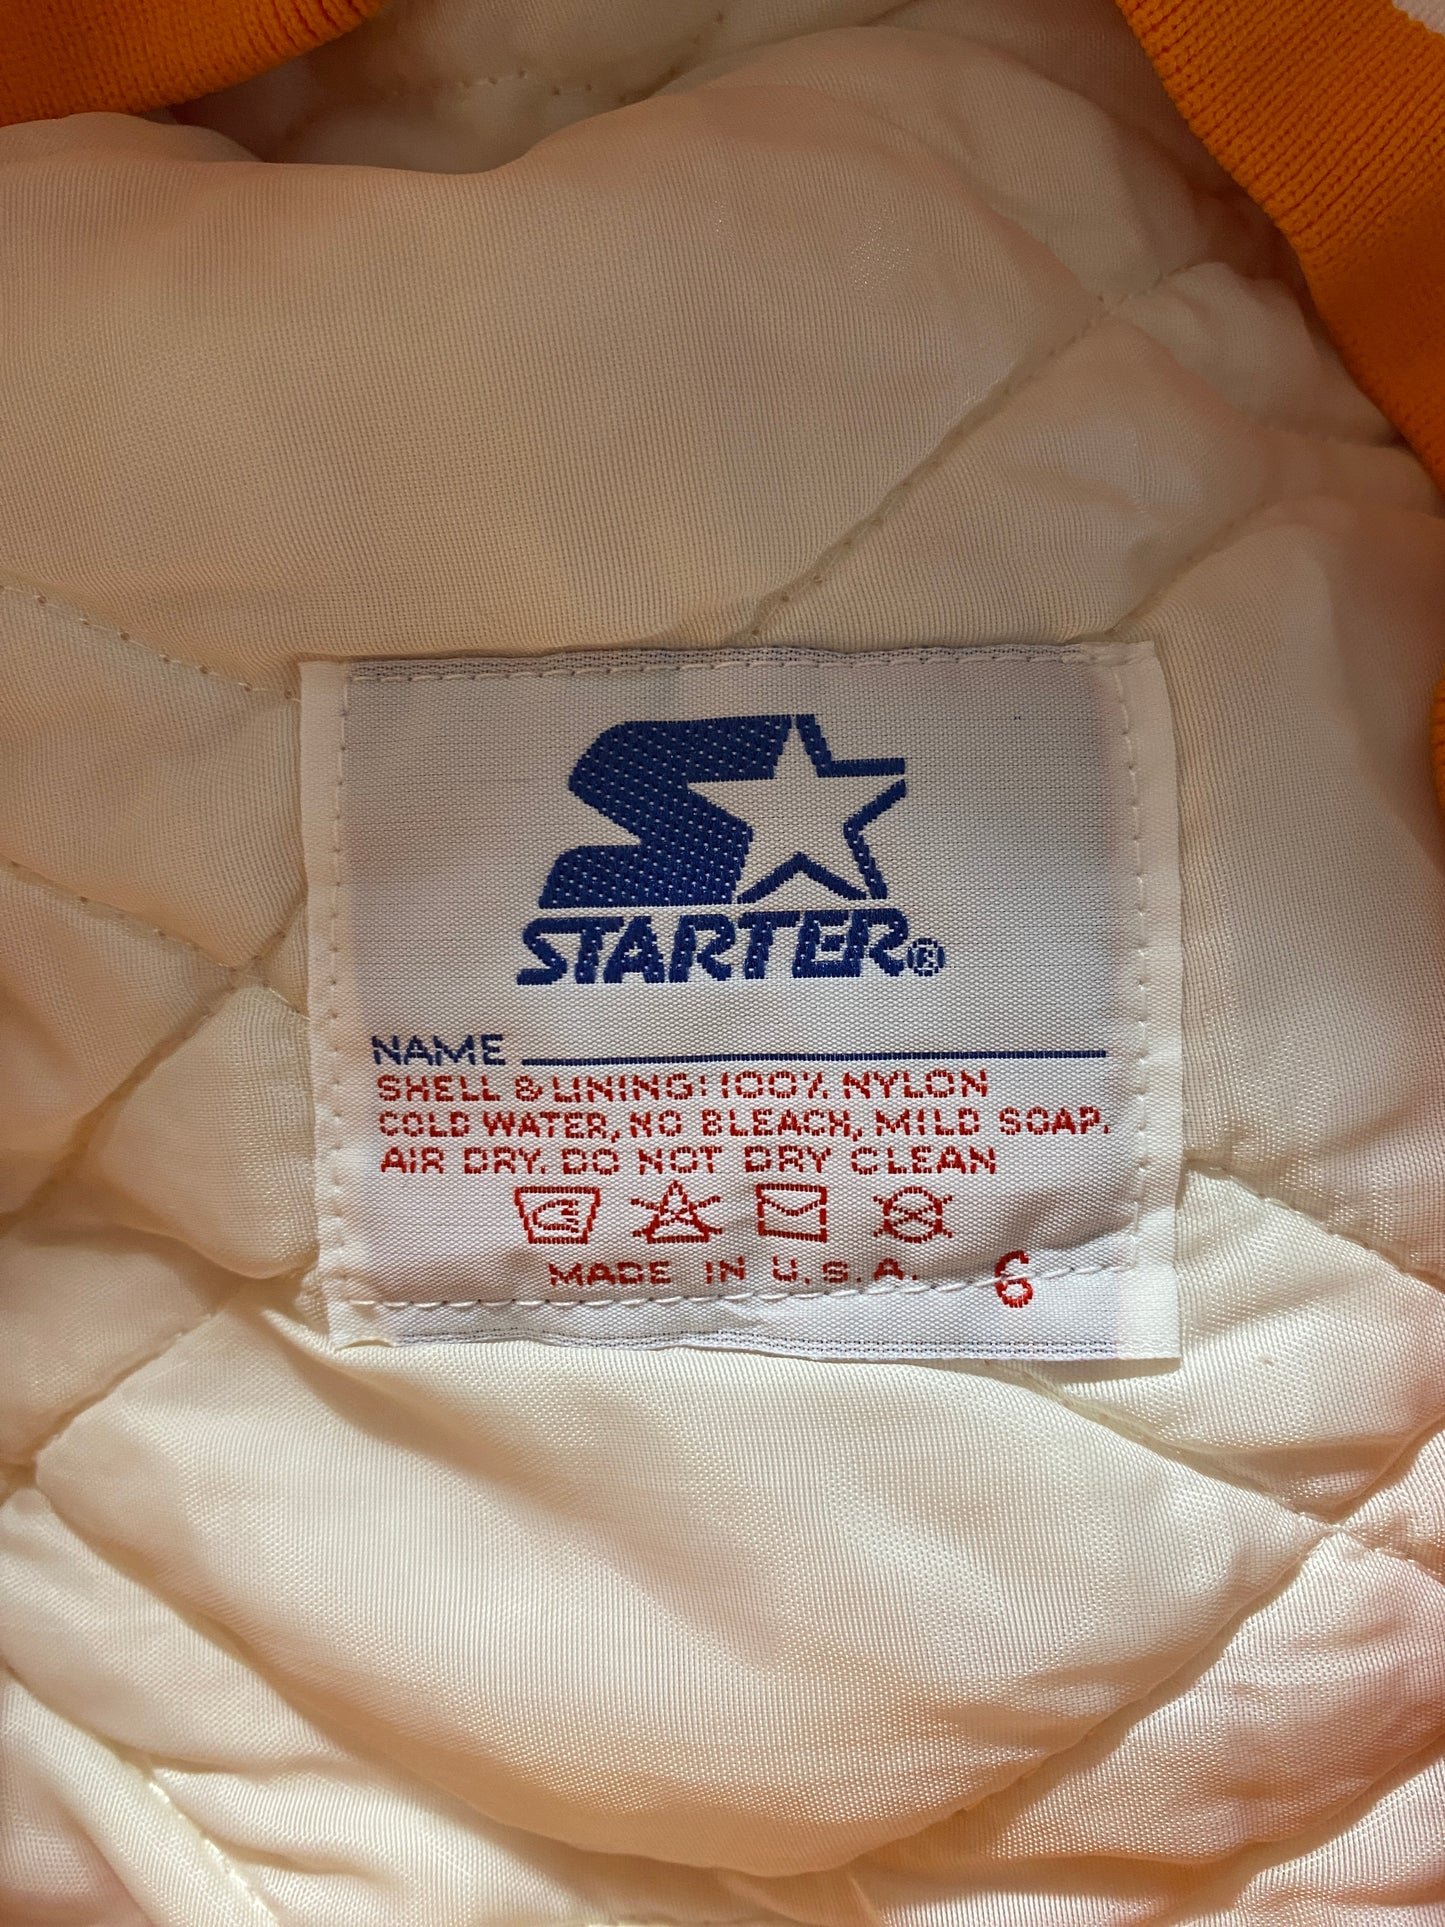 STARTER®
NAME
SHELL & LINING: 100% NYLON
COLD WATER, NO BLEACH, MILD SOAP.
AIR DRY. DO NOT DRY CLEAN
MADE IN U.S.A. 6